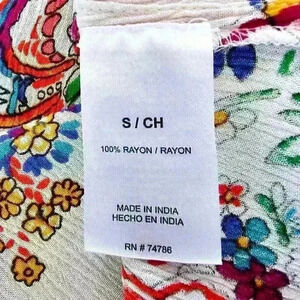 S / CH
100% RAYON / RAYON
MADE IN INDIA
HECHO EN INDIA
RN # 74786